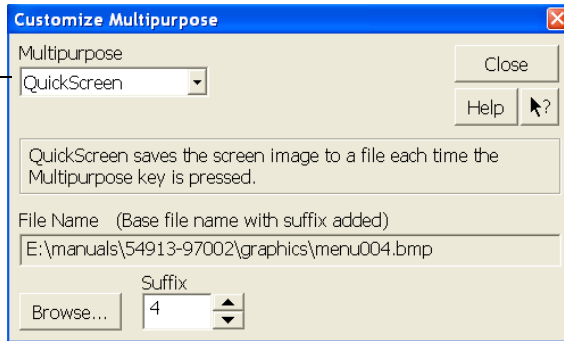 Customize Multipurpose
Multipurpose
QuickScreen
Close
Help
?
QuickScreen saves the screen image to a file each time the
Multipurpose key is pressed.
File Name (Base file name with suffix added)
E:\manuals\54913-97002\graphics\menu004.bmp
Browse...
Suffix
4